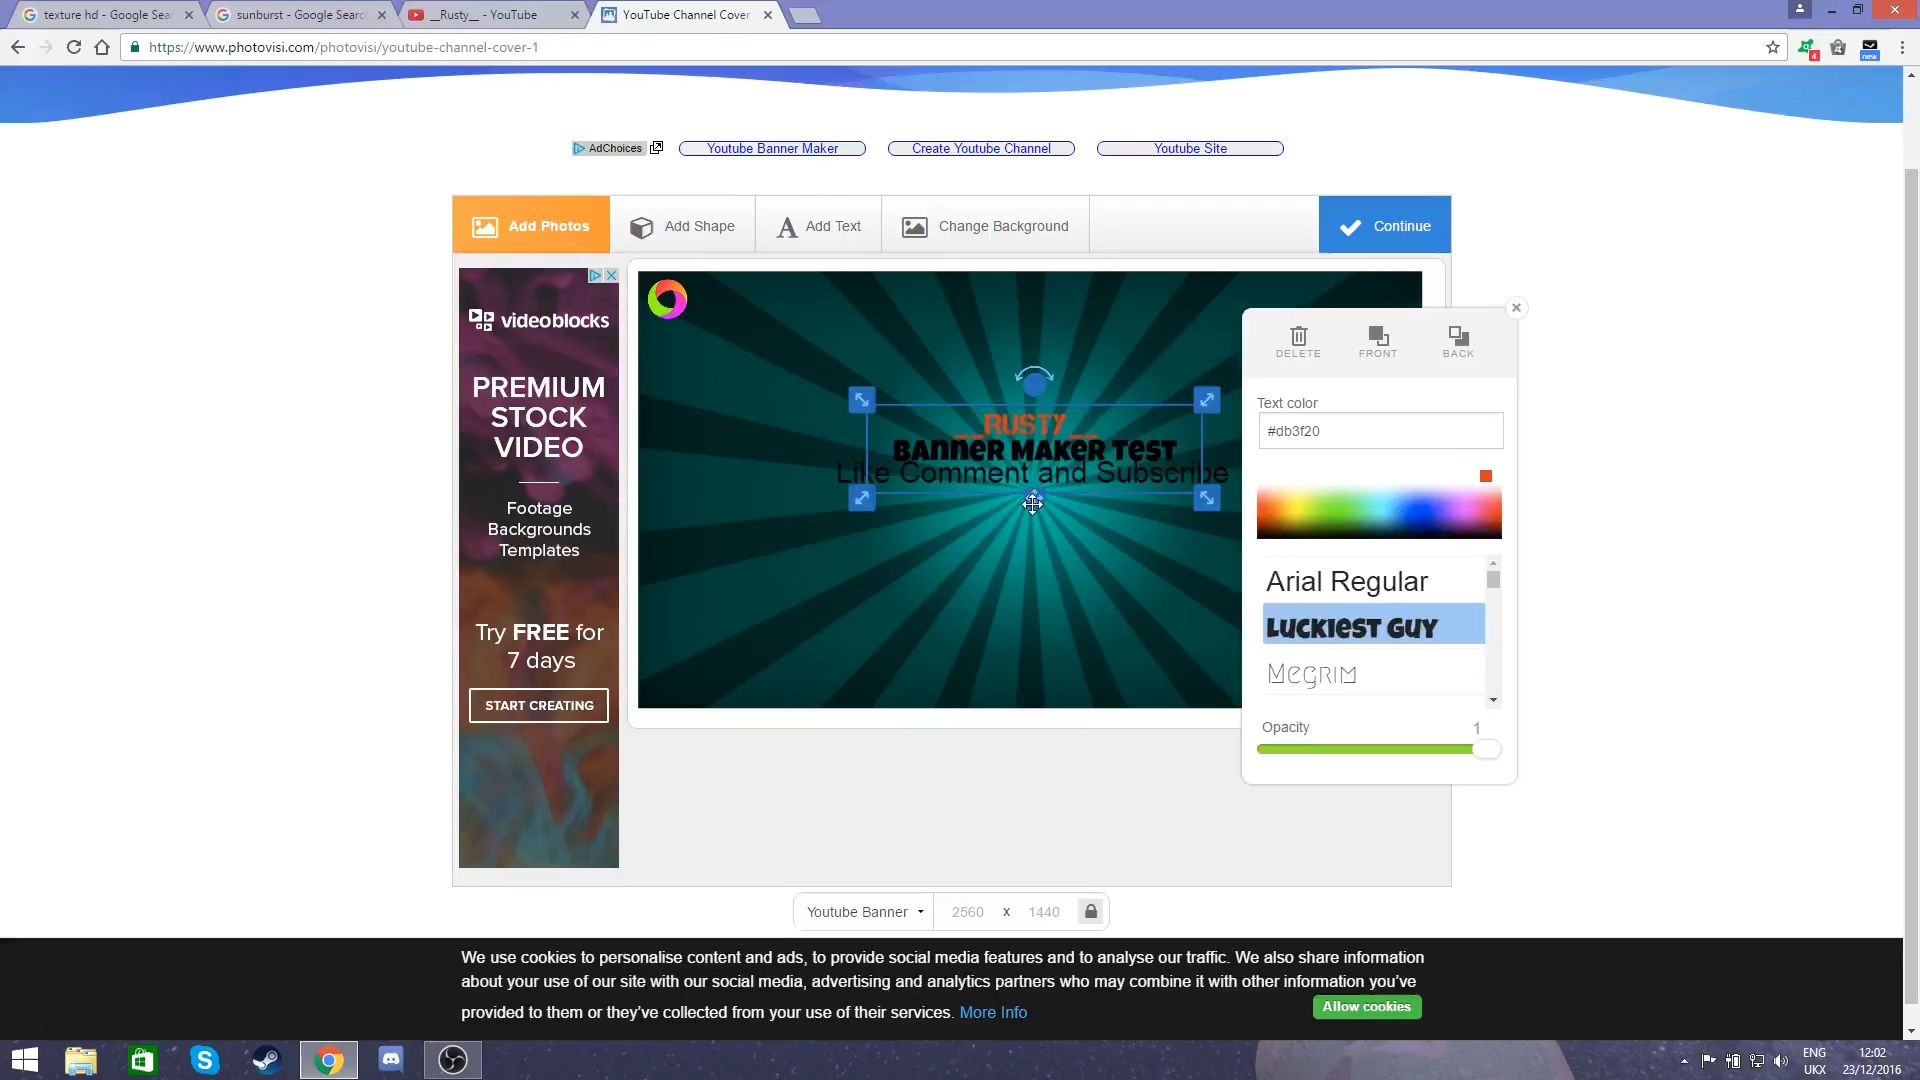 texture hd - Google Sear
sunburst - Google Search
__Rusty__ - YouTube
YouTube Channel Cover
https://www.photovisi.com/photovisi/youtube-channel-cover-1
4
new
AdChoices
Youtube Banner Maker
Create Youtube Channel
Youtube Site
Add Photos
Add Shape
Add Text
Change Background
Continue
videoblocks
PREMIUM
STOCK
VIDEO
Footage
Backgrounds
Templates
Try FREE for
7 days
START CREATING
__RUSTY__
BANNER MAKER TEST
Like Comment and Subscribe
DELETE
FRONT
BACK
Text color
#db3f20
Arial Regular
LUCKIEST GUY
MEGRIM
Opacity
1
Youtube Banner
2560 x 1440
We use cookies to personalise content and ads, to provide social media features and to analyse our traffic. We also share information
about your use of our site with our social media, advertising and analytics partners who may combine it with other information you've
provided to them or they've collected from your use of their services. More Info
Allow cookies
ENG
UKX
12:02
23/12/2016